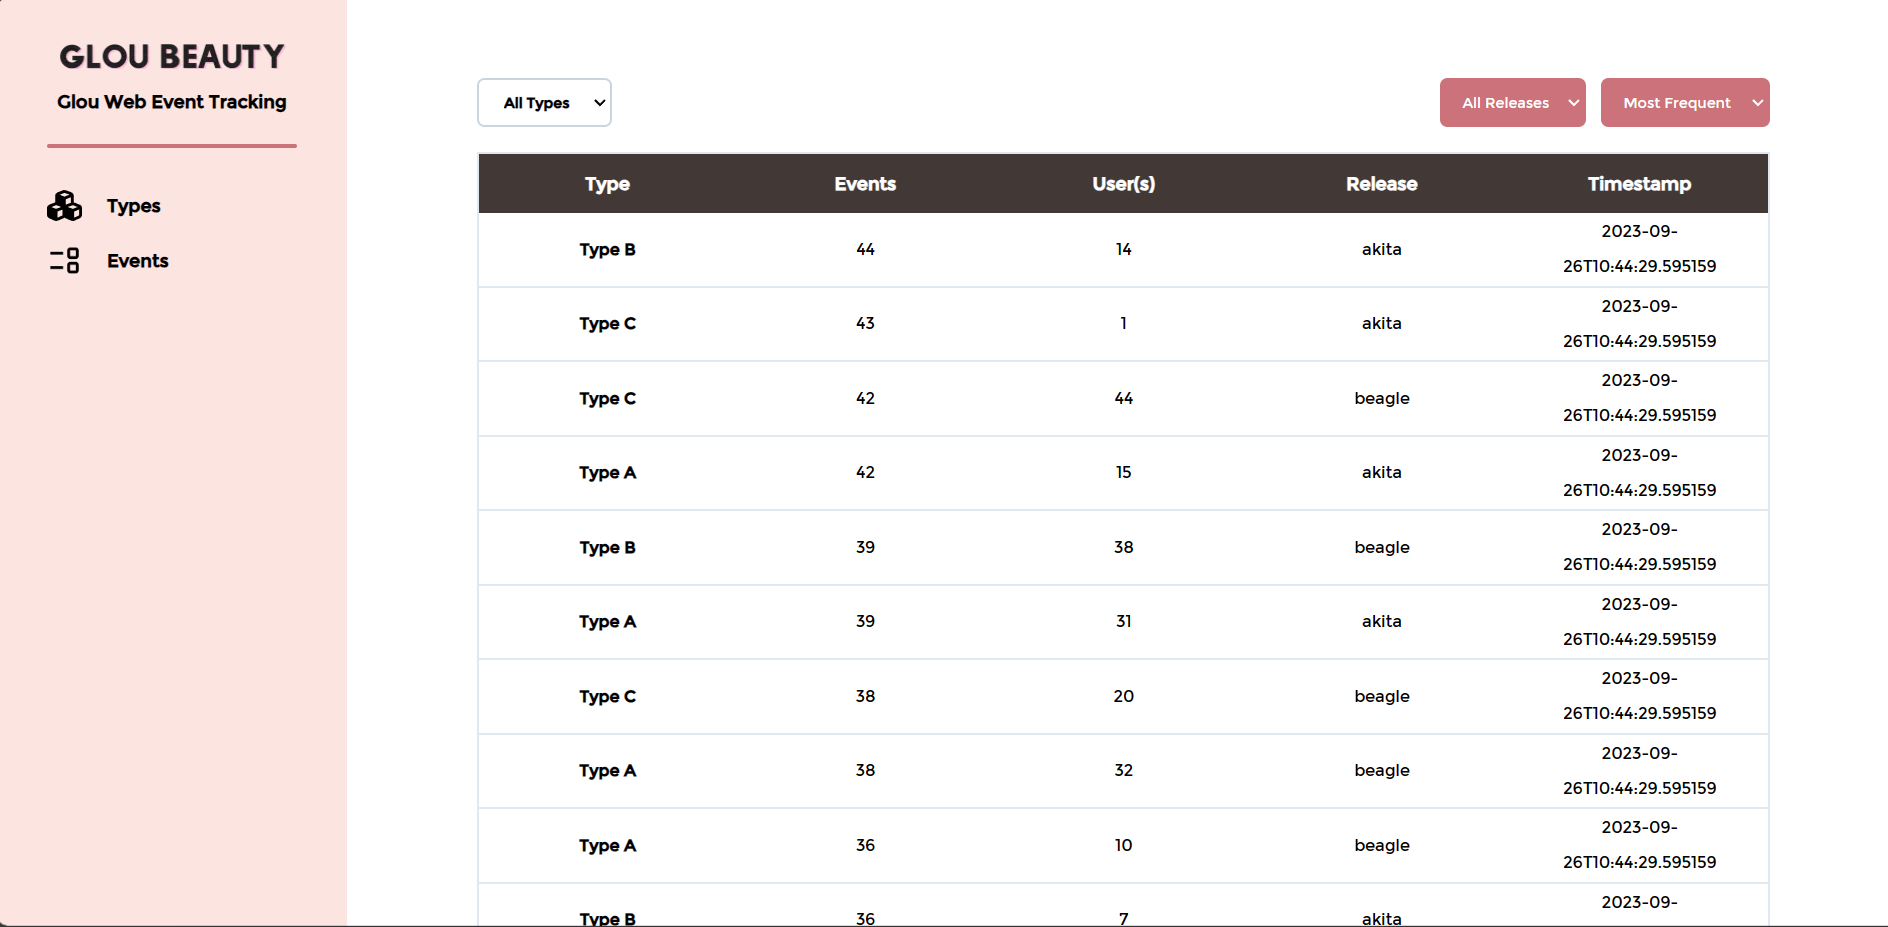 GLOU BEAUTY
Glou Web Event Tracking
Types
Events
All Types
All Releases
Most Frequent
Type Events User(s) Release Timestamp
Type B 44 14 akita 2023-09-
26T10:44:29.595159
Type C 43 1 akita 2023-09-
26T10:44:29.595159
Type C 42 44 beagle 2023-09-
26T10:44:29.595159
Type A 42 15 akita 2023-09-
26T10:44:29.595159
Type B 39 38 beagle 2023-09-
26T10:44:29.595159
Type A 39 31 akita 2023-09-
26T10:44:29.595159
Type C 38 20 beagle 2023-09-
26T10:44:29.595159
Type A 38 32 beagle 2023-09-
26T10:44:29.595159
Type A 36 10 beagle 2023-09-
26T10:44:29.595159
Type B 36 7 akita 2023-09-